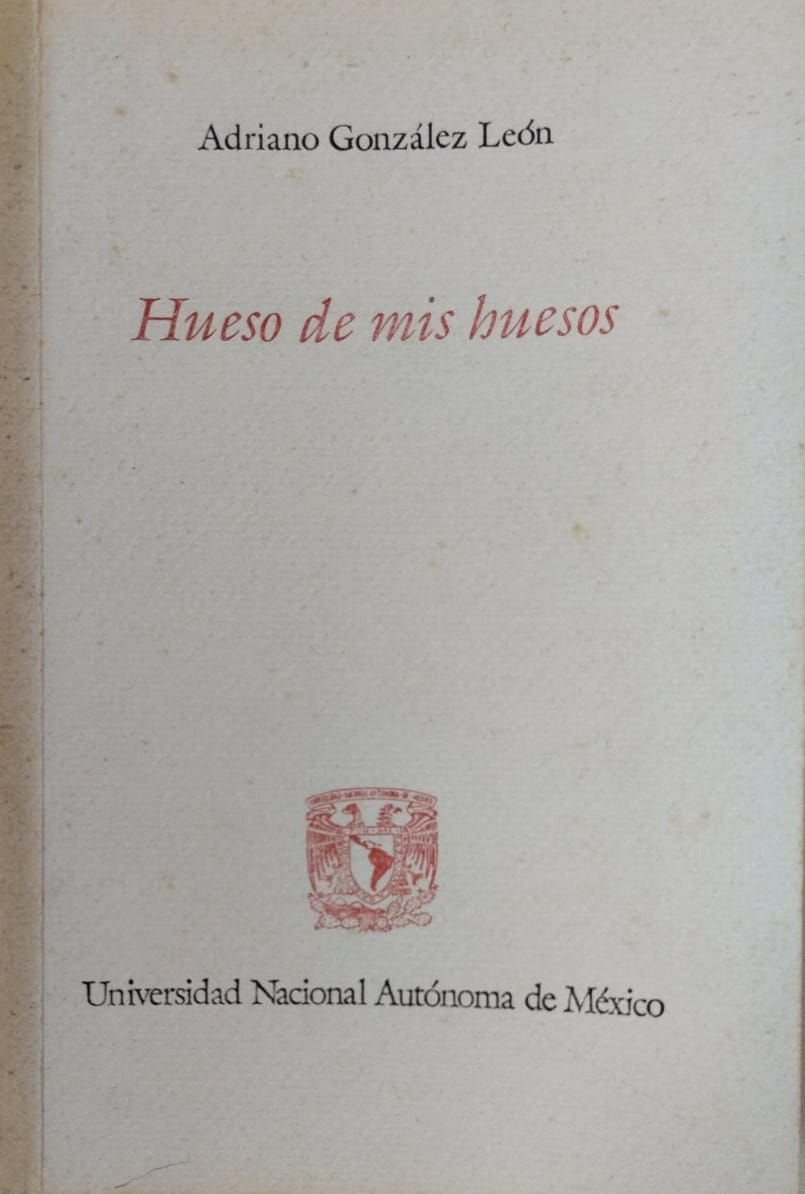 Adriano González León
Hueso de mis huesos
Universidad Nacional Autónoma de México